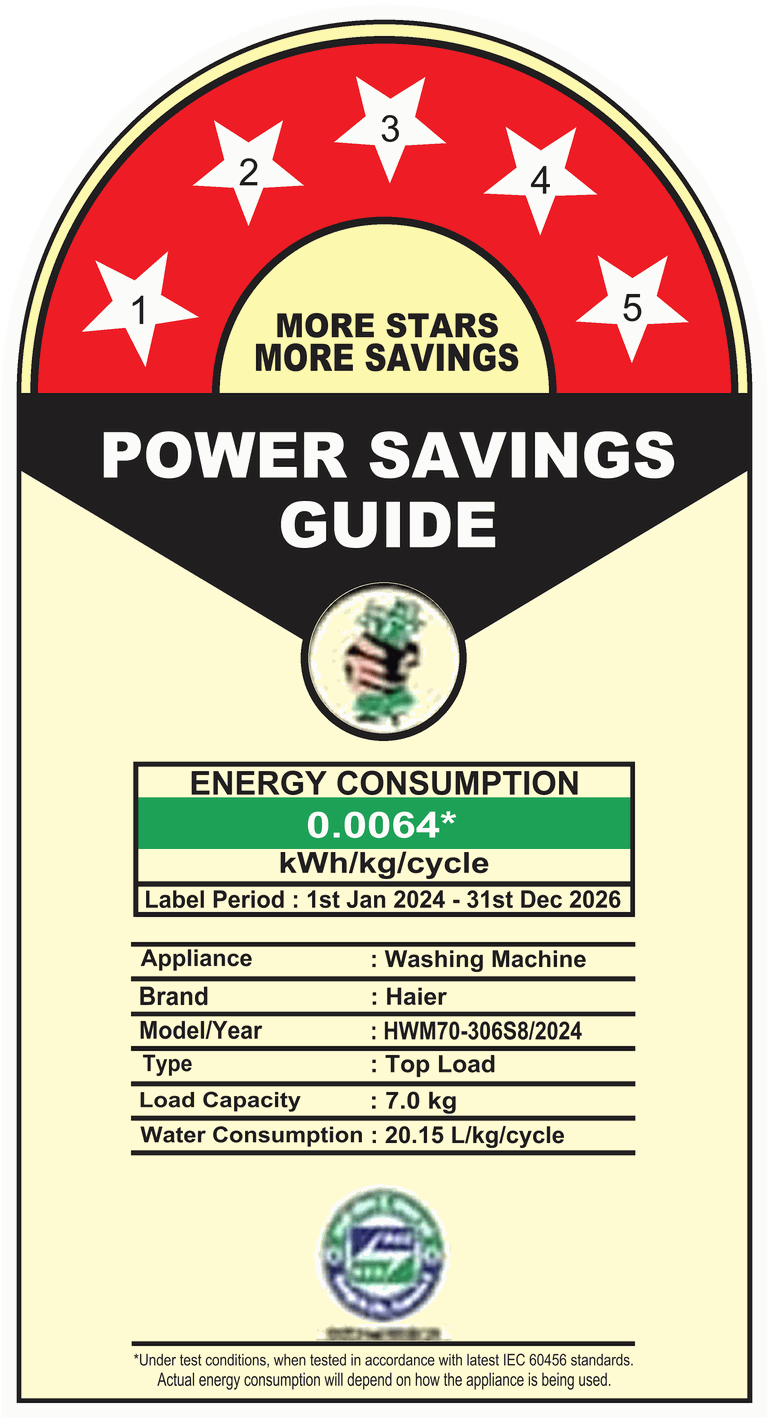 1
2
3
4
5
MORE STARS
MORE SAVINGS
POWER SAVINGS
GUIDE
ENERGY CONSUMPTION
0.0064*
kWh/kg/cycle
Label Period : 1st Jan 2024 - 31st Dec 2026
Appliance : Washing Machine
Brand : Haier
Model/Year : HWM70-306S8/2024
Type : Top Load
Load Capacity : 7.0 kg
Water Consumption : 20.15 L/kg/cycle
*Under test conditions, when tested in accordance with latest IEC 60456 standards.
Actual energy consumption will depend on how the appliance is being used.